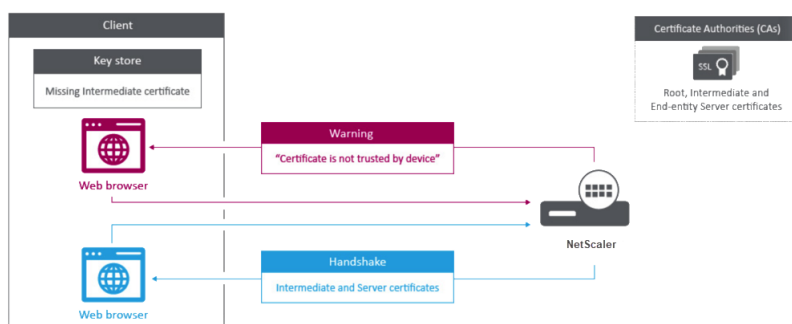 Client
Key store
Missing Intermediate certificate
Web browser
Warning
“Certificate is not trusted by device”
Certificate Authorities (CAs)
SSL
Root, Intermediate and
End-entity Server certificates
NetScaler
Handshake
Intermediate and Server certificates
Web browser